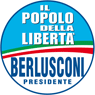 IL
POPOLO
DELLA
LIBERTÀ
BERLUSCONI
PRESIDENTE